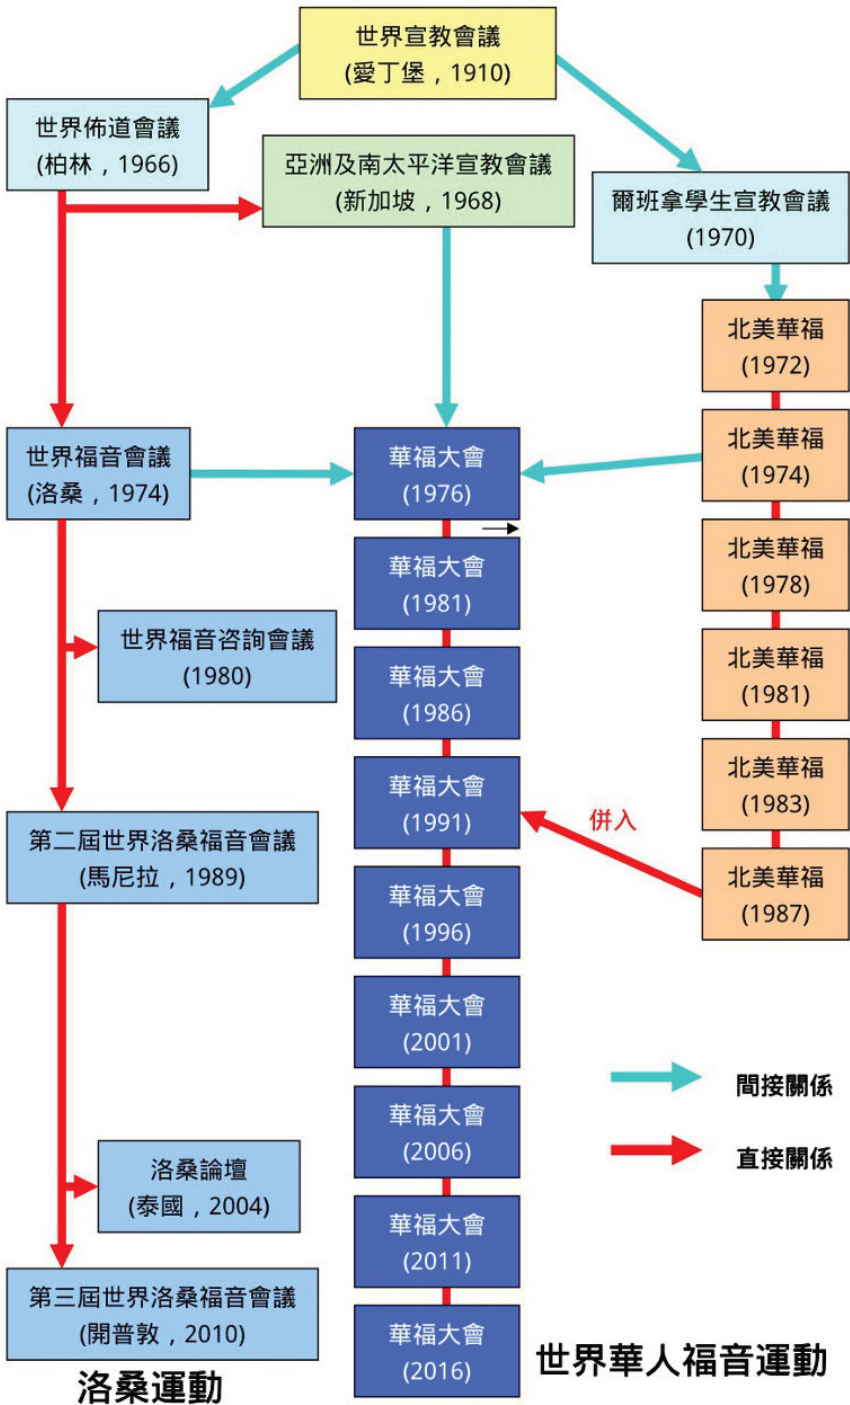 世界宣教會議
(愛丁堡，1910)
世界佈道會議
(柏林，1966)
亞洲及南太平洋宣教會議
(新加坡，1968)
爾班拿學生宣教會議
(1970)
北美華福
(1972)
世界福音會議
(洛桑，1974)
華福大會
(1976)
北美華福
(1974)
華福大會
(1981)
北美華福
(1978)
世界福音咨詢會議
(1980)
華福大會
(1986)
北美華福
(1981)
華福大會
(1991)
併入
北美華福
(1983)
第二屆世界洛桑福音會議
(馬尼拉，1989)
華福大會
(1996)
北美華福
(1987)
華福大會
(2001)
間接關係
華福大會
(2006)
直接關係
洛桑論壇
(泰國，2004)
華福大會
(2011)
第三屆世界洛桑福音會議
(開普敦，2010)
華福大會
(2016)
洛桑運動
世界華人福音運動